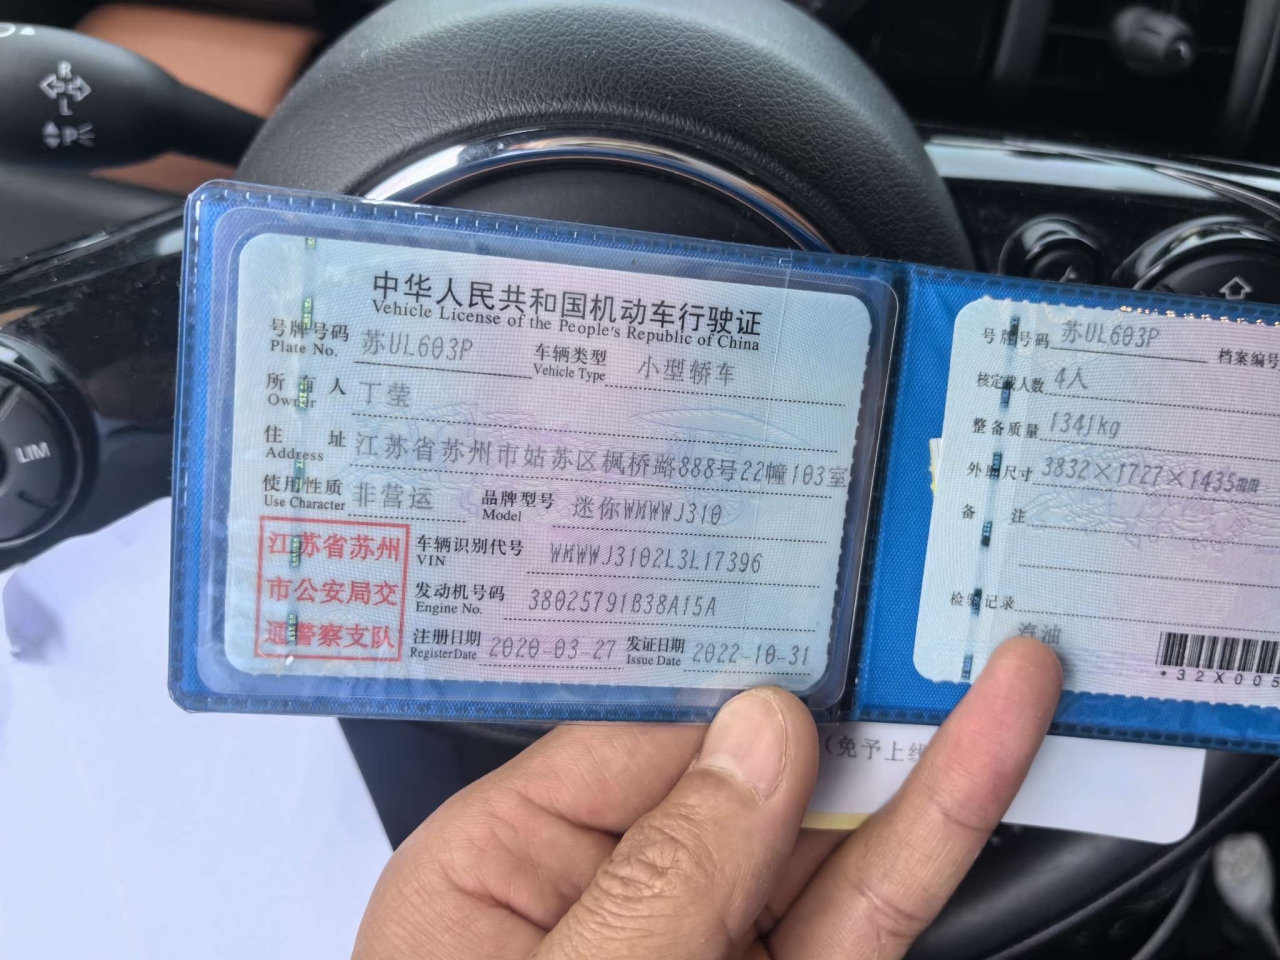 R
L
P
LIM
中华人民共和国机动车行驶证
Vehicle License of the People's Republic of China
号牌号码 苏UL603P 车辆类型 小型轿车
Plate No. Vehicle Type
所有人 丁莹
Owner
住址 江苏省苏州市姑苏区枫桥路888号22幢103室
Address
使用性质 非营运 品牌型号 迷你WMWWJ310
Use Character Model
江苏省苏州
市公安局交
通警察支队
车辆识别代号 WMWWJ3102L3L17396
VIN
发动机号码 38025791B38A15A
Engine No.
注册日期 2020-03-27 发证日期 2022-10-31
Register Date Issue Date
号牌号码 苏UL603P 档案编号
核定载人数 4人
整备质量 1341kg
外廓尺寸 3832×1727×1435mm
备注
检验记录
汽油
*32X005
(免予上线